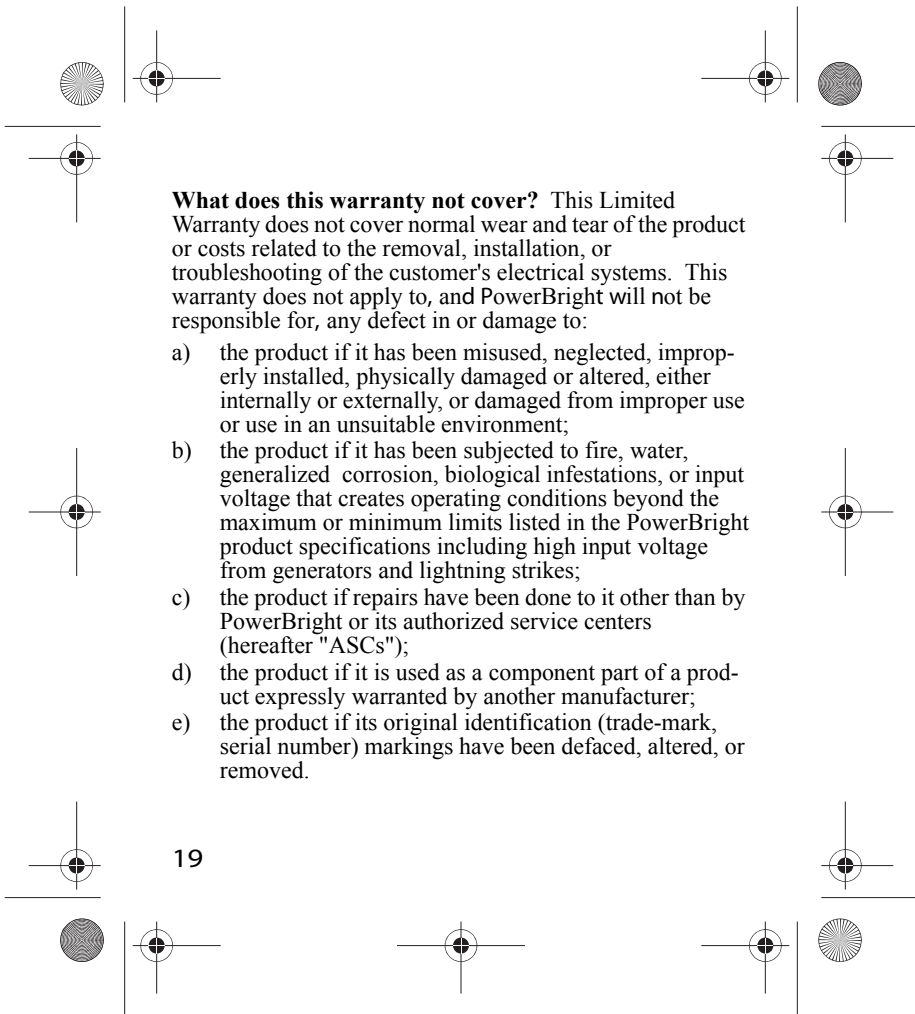 What does this warranty not cover?  This Limited
Warranty does not cover normal wear and tear of the product
or costs related to the removal, installation, or
troubleshooting of the customer's electrical systems.  This
warranty does not apply to, and PowerBright will not be
responsible for, any defect in or damage to:
a) the product if it has been misused, neglected, improp-
erly installed, physically damaged or altered, either
internally or externally, or damaged from improper use
or use in an unsuitable environment;
b) the product if it has been subjected to fire, water,
generalized  corrosion, biological infestations, or input
voltage that creates operating conditions beyond the
maximum or minimum limits listed in the PowerBright
product specifications including high input voltage
from generators and lightning strikes;
c) the product if repairs have been done to it other than by
PowerBright or its authorized service centers
(hereafter "ASCs");
d) the product if it is used as a component part of a prod-
uct expressly warranted by another manufacturer;
e) the product if its original identification (trade-mark,
serial number) markings have been defaced, altered, or
removed.
19